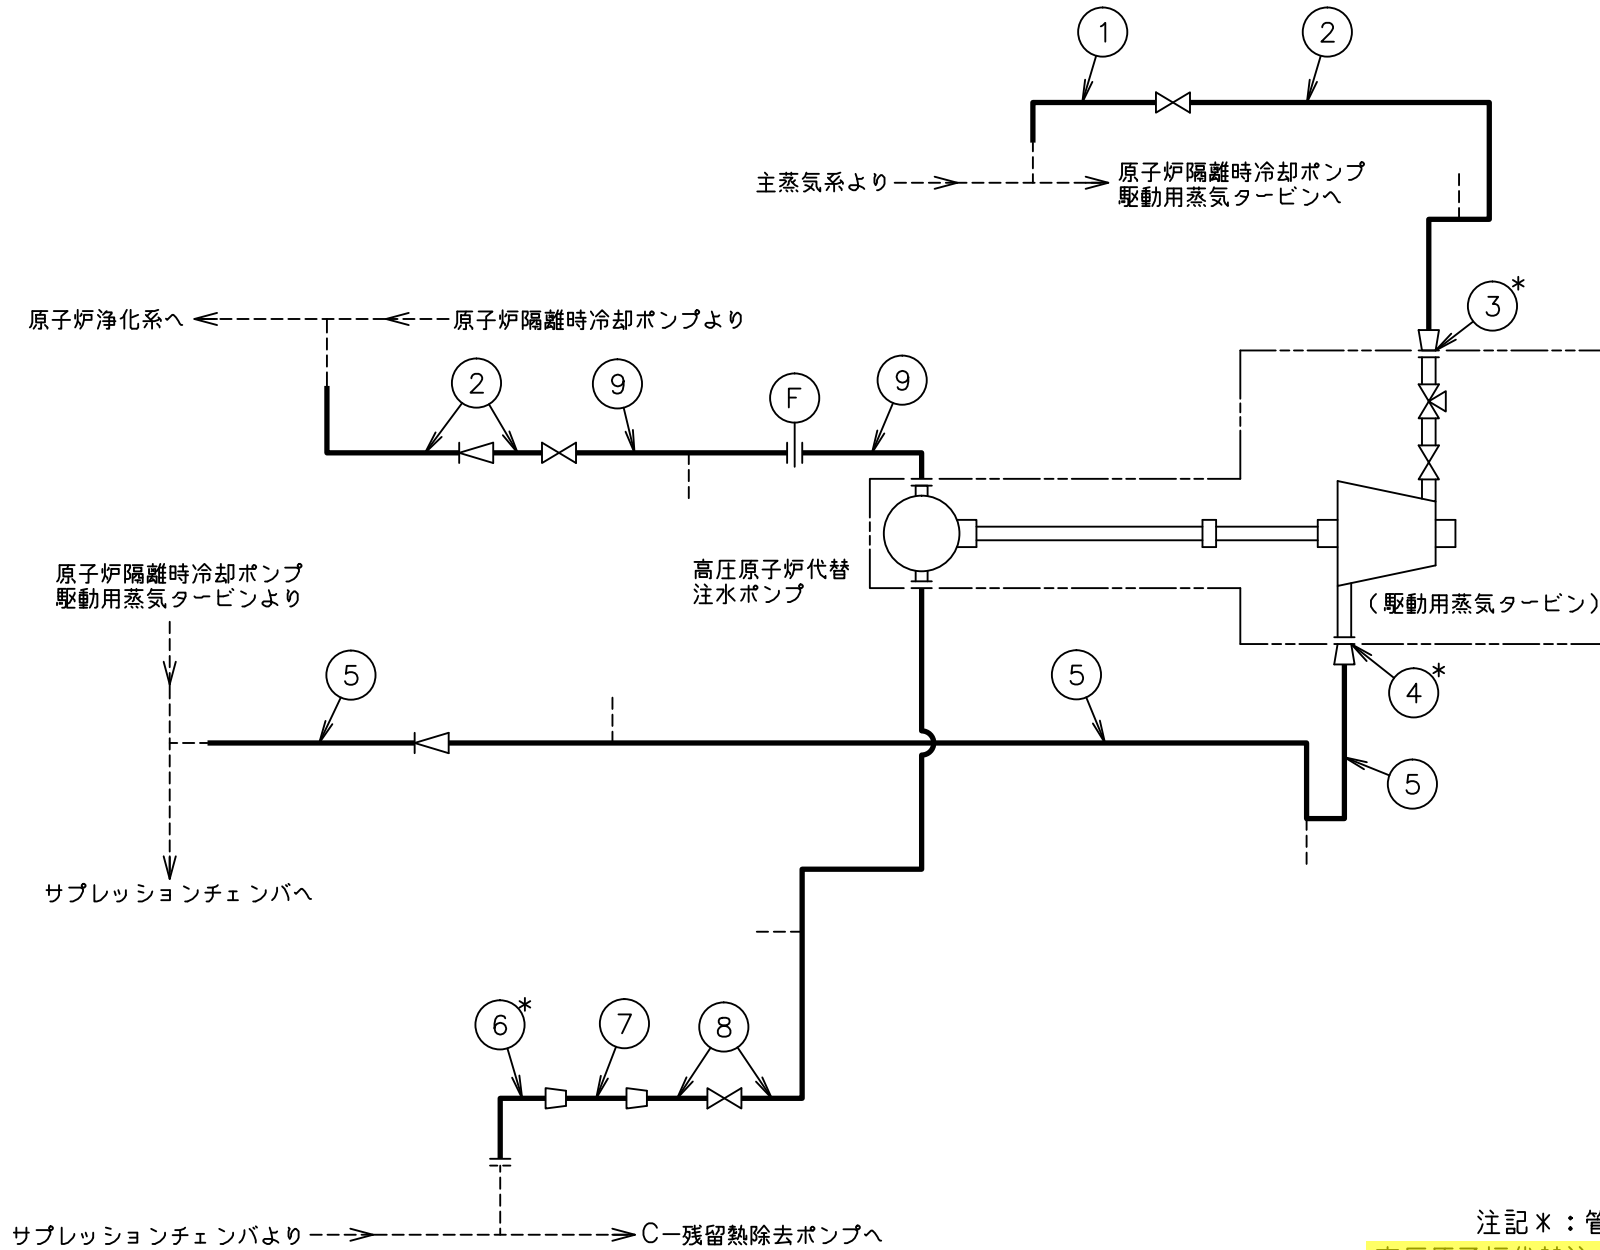 1
2
主蒸気系より
原子炉隔離時冷却ポンプ
駆動用蒸気タービンへ
3*
原子炉浄化系へ
原子炉隔離時冷却ポンプより
2
9
F
9
高圧原子炉代替
注水ポンプ
原子炉隔離時冷却ポンプ
駆動用蒸気タービンより
(駆動用蒸気タービン)
5
5
4*
5
サプレッションチェンバへ
6*
7
8
サプレッションチェンバより
C－残留熱除去ポンプへ
注記＊：管